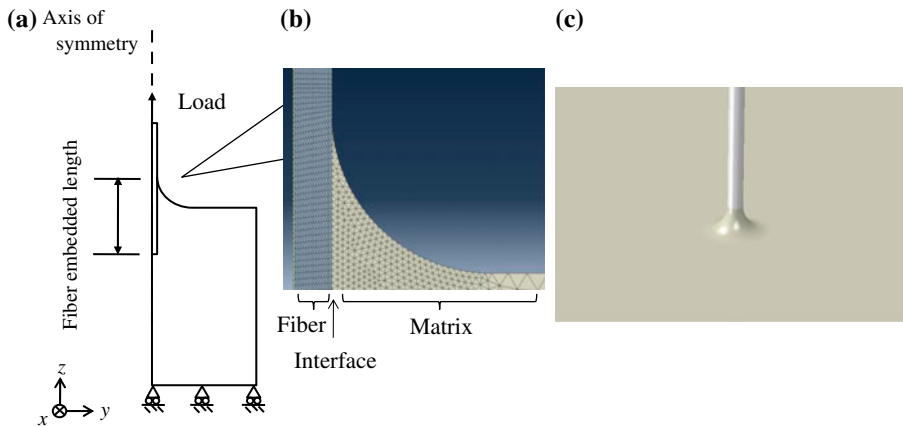 (a)
Axis of
symmetry
Load
Fiber embedded length
z
x
y
(b)
Fiber
Matrix
Interface
(c)